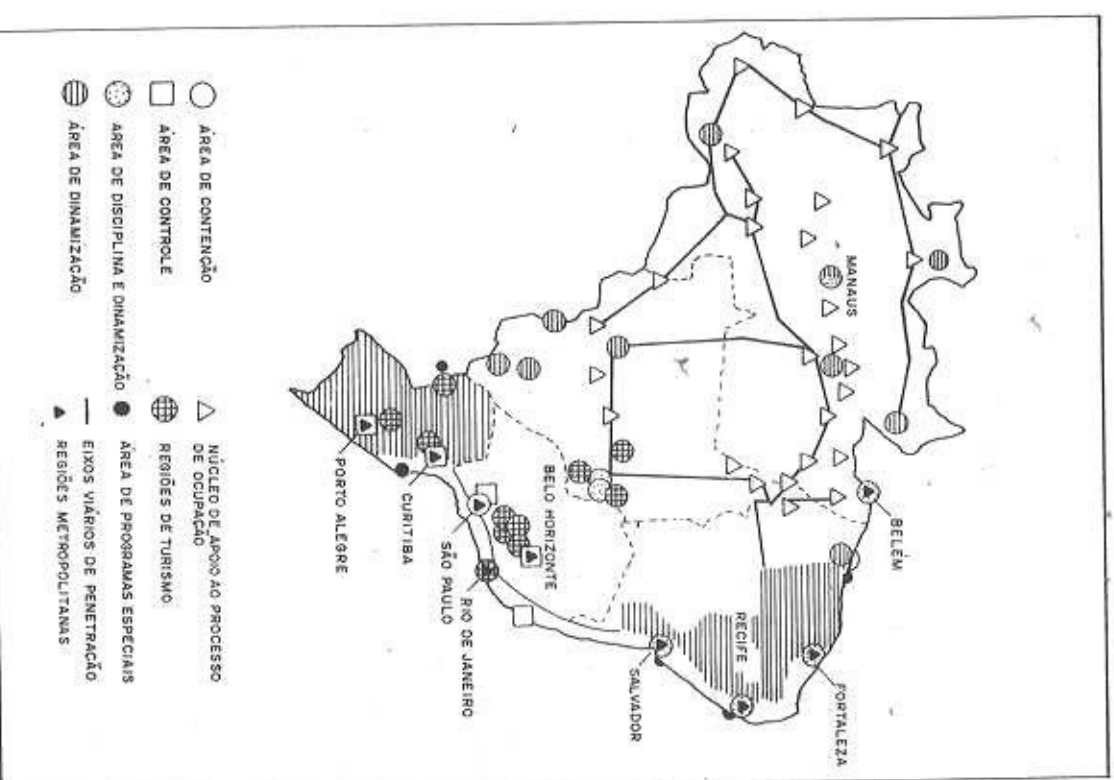 MANAUS
BELÉM
FORTALEZA
RECIFE
SALVADOR
BELO HORIZONTE
RIO DE JANEIRO
SÃO PAULO
CURITIBA
PORTO ALEGRE
ÁREA DE CONTENÇÃO
ÁREA DE CONTROLE
ÁREA DE DISCIPLINA E DINAMIZAÇÃO
ÁREA DE DINAMIZAÇÃO
NÚCLEO DE APOIO AO PROCESSO
DE OCUPAÇÃO
REGIÕES DE TURISMO
ÁREA DE PROGRAMAS ESPECIAIS
EIXOS VIÁRIOS DE PENETRAÇÃO
REGIÕES METROPOLITANAS